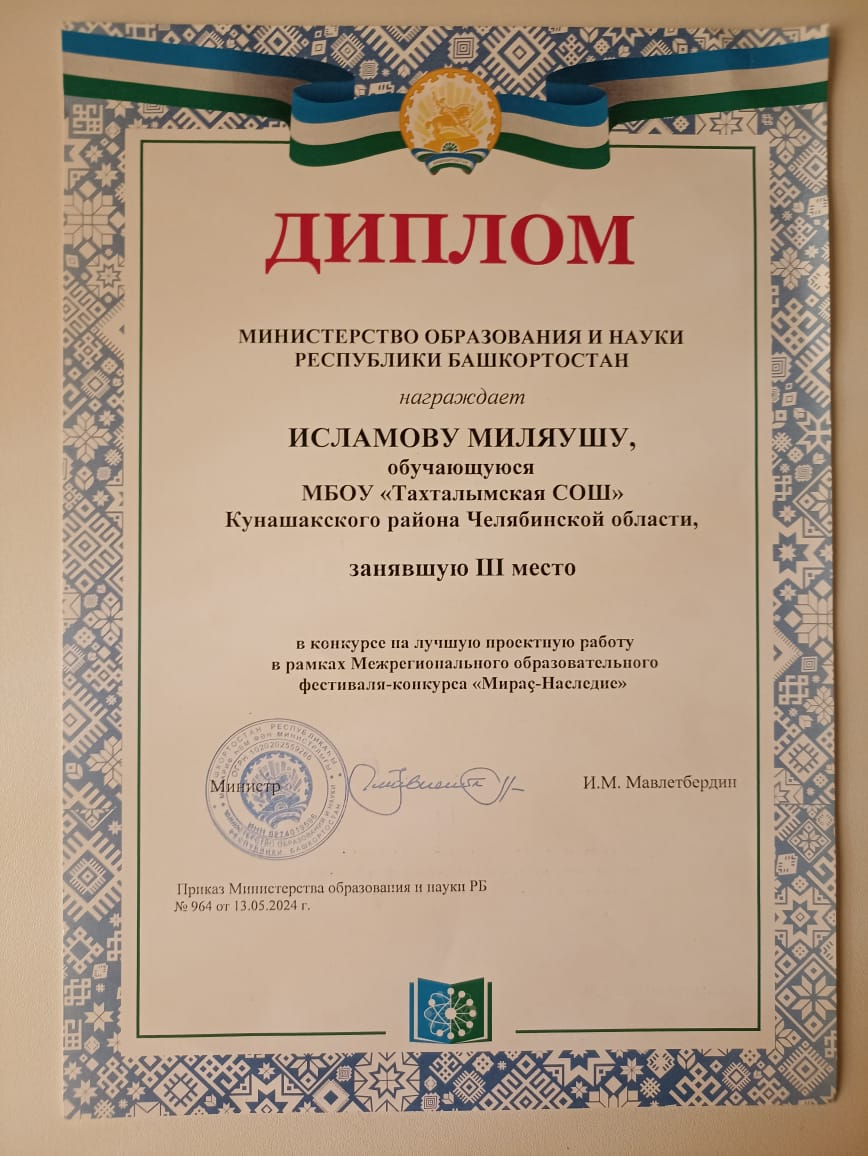 ДИПЛОМ
МИНИСТЕРСТВО ОБРАЗОВАНИЯ И НАУКИ
РЕСПУБЛИКИ БАШКОРТОСТАН
награждает
ИСЛАМОВУ МИЛЯУШУ,
обучающуюся
МБОУ «Тахталымская СОШ»
Кунашакского района Челябинской области,
занявшую III место
в конкурсе на лучшую проектную работу
в рамках Межрегионального образовательного
фестиваля-конкурса «Мираҫ-Наследие»
Министр
И.М. Мавлетбердин
Приказ Министерства образования и науки РБ
№ 964 от 13.05.2024 г.